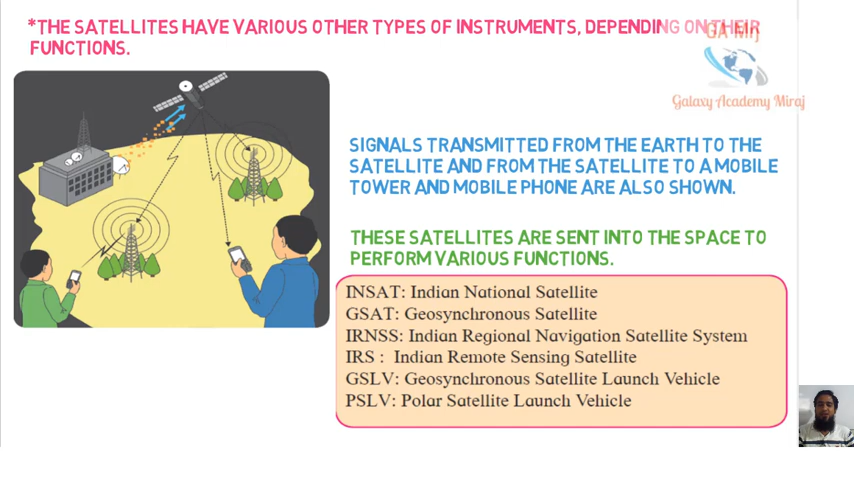 *THE SATELLITES HAVE VARIOUS OTHER TYPES OF INSTRUMENTS, DEPENDING ON THEIR
FUNCTIONS.
Galaxy Academy Miraj
SIGNALS TRANSMITTED FROM THE EARTH TO THE
SATELLITE AND FROM THE SATELLITE TO A MOBILE
TOWER AND MOBILE PHONE ARE ALSO SHOWN.
THESE SATELLITES ARE SENT INTO THE SPACE TO
PERFORM VARIOUS FUNCTIONS.
INSAT: Indian National Satellite
GSAT: Geosynchronous Satellite
IRNSS: Indian Regional Navigation Satellite System
IRS : Indian Remote Sensing Satellite
GSLV: Geosynchronous Satellite Launch Vehicle
PSLV: Polar Satellite Launch Vehicle